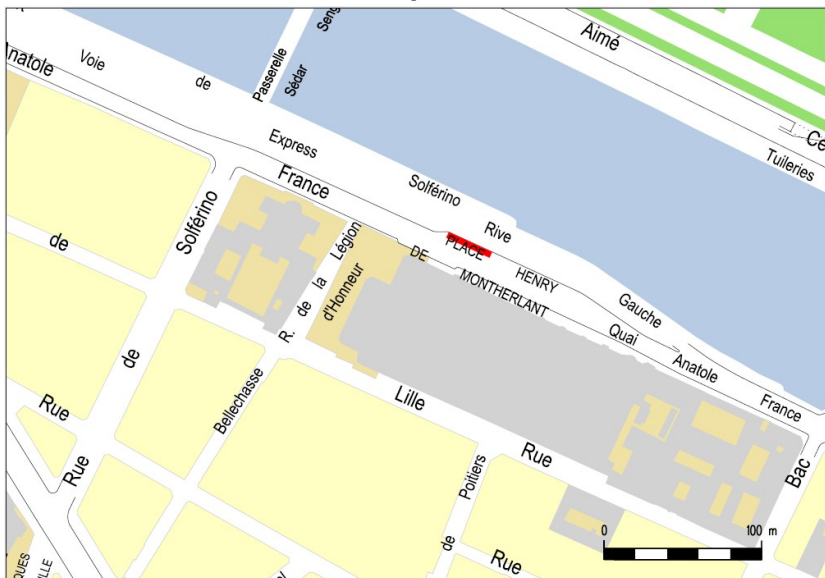 Aimé
Ce
Tuileries
Seng
Sédar
Passerelle
Anatole
Voie
de
Express
France
Solférino
Rive
Gauche
Solférino
de
de
Rue
Rue
PLACE
HENRY
DE
MONTHERLANT
Quai
Anatole
France
R. de la Légion
d'Honneur
Bellechasse
Lille
Rue
Poitiers
de
Rue
Bac
0
100 m
QUES
VILLE